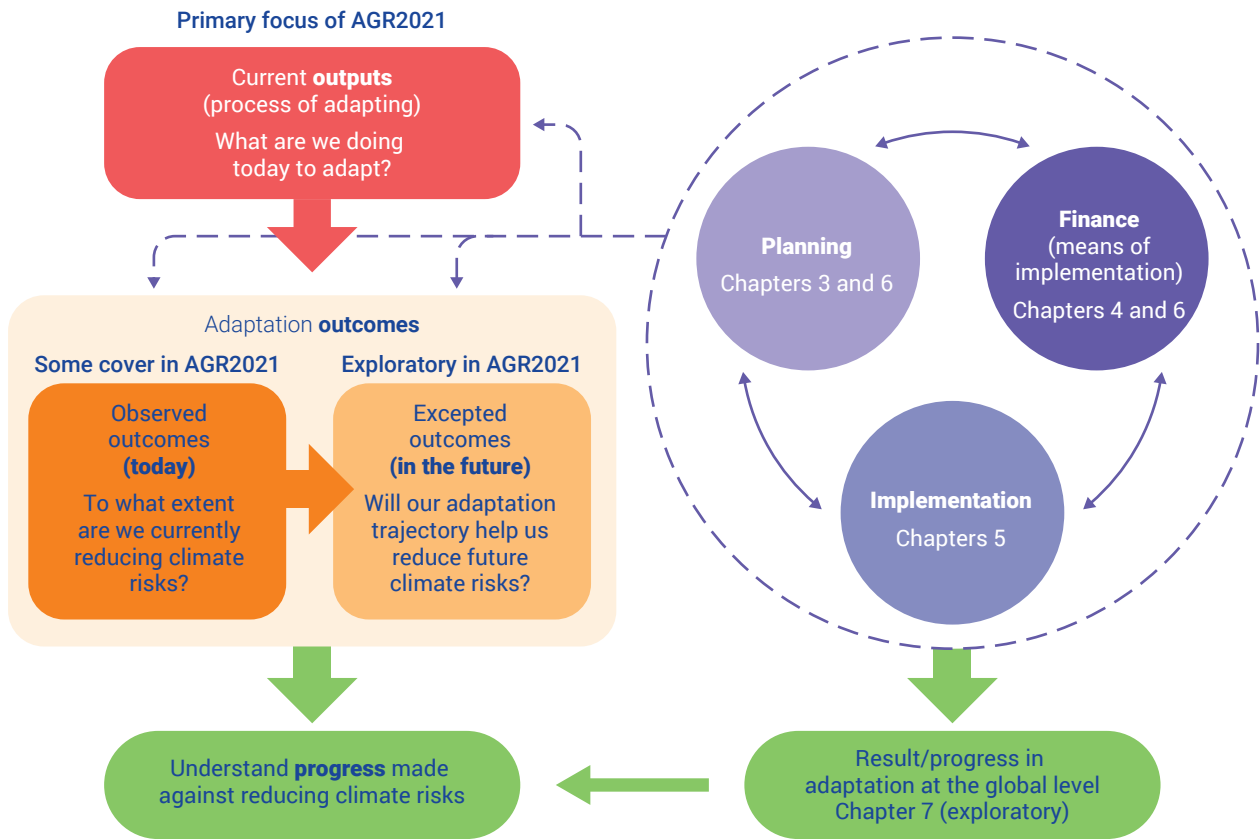 Primary focus of AGR2021
Current outputs
(process of adapting)
What are we doing
today to adapt?
Adaptation outcomes
Some cover in AGR2021
Observed
outcomes
(today)
To what extent
are we currently
reducing climate
risks?
Exploratory in AGR2021
Excepted
outcomes
(in the future)
Will our adaptation
trajectory help us
reduce future
climate risks?
Understand progress made
against reducing climate risks
Planning
Chapters 3 and 6
Finance
(means of
implementation)
Chapters 4 and 6
Implementation
Chapters 5
Result/progress in
adaptation at the global level
Chapter 7 (exploratory)